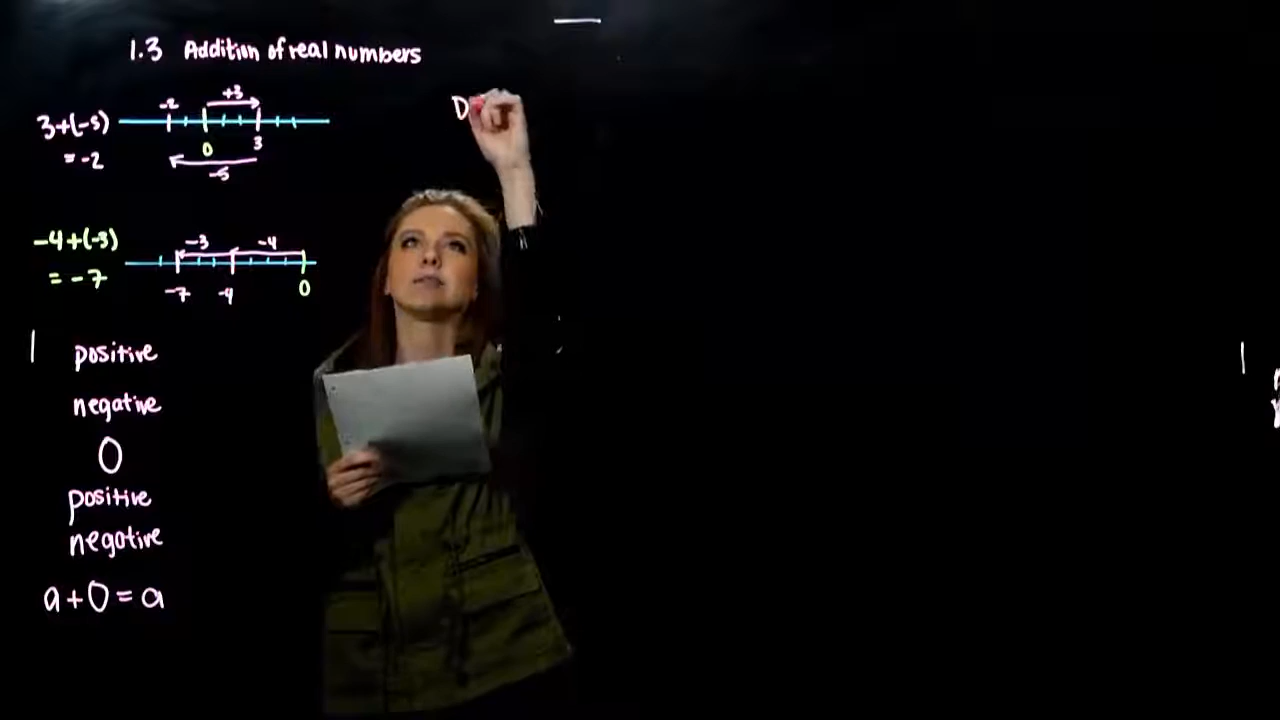 1.3 Addition of real numbers
-2 +3
3+(-5)
0 3
= -2
-5
-4+(-3)
-3 -4
= -7
-7 -4 0
positive
negative
0
positive
negative
a+0=a
D